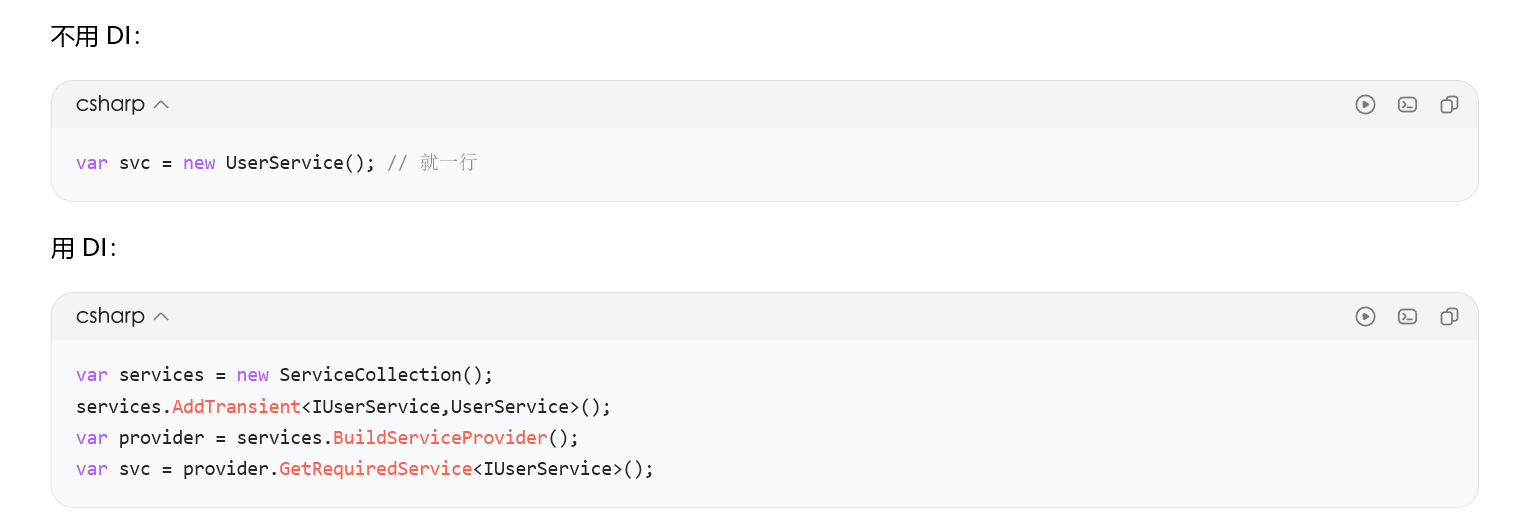 不用 DI：
csharp
var svc = new UserService(); // 就一行
用 DI：
csharp
var services = new ServiceCollection();
services.AddTransient<IUserService,UserService>();
var provider = services.BuildServiceProvider();
var svc = provider.GetRequiredService<IUserService>();